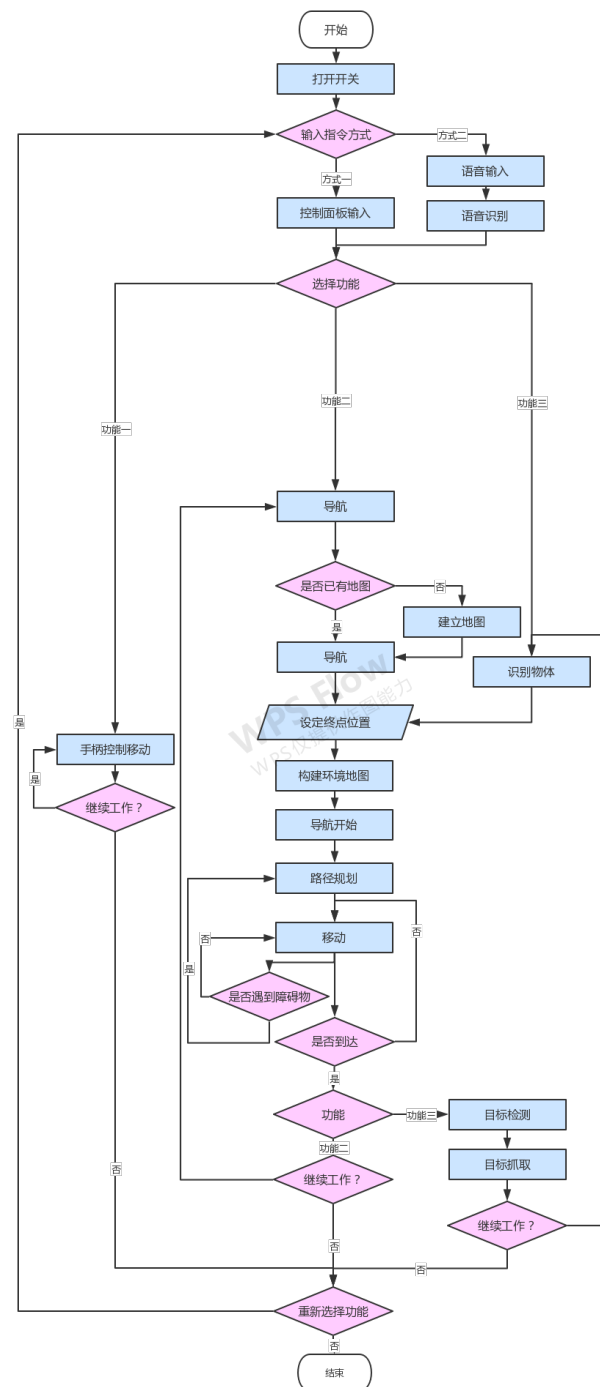 开始
打开开关
输入指令方式
方式二
语音输入
方式一
控制面板输入
语音识别
选择功能
功能一
功能二
功能三
导航
是否已有地图
否
建立地图
是
导航
识别物体
设定终点位置
是
手柄控制移动
是
继续工作？
构建环境地图
导航开始
路径规划
否
移动
否
是
是否遇到障碍物
是否到达
是
功能
功能三
目标检测
功能二
目标抓取
继续工作？
继续工作？
否
否
否
重新选择功能
否
结束
WPS Flow